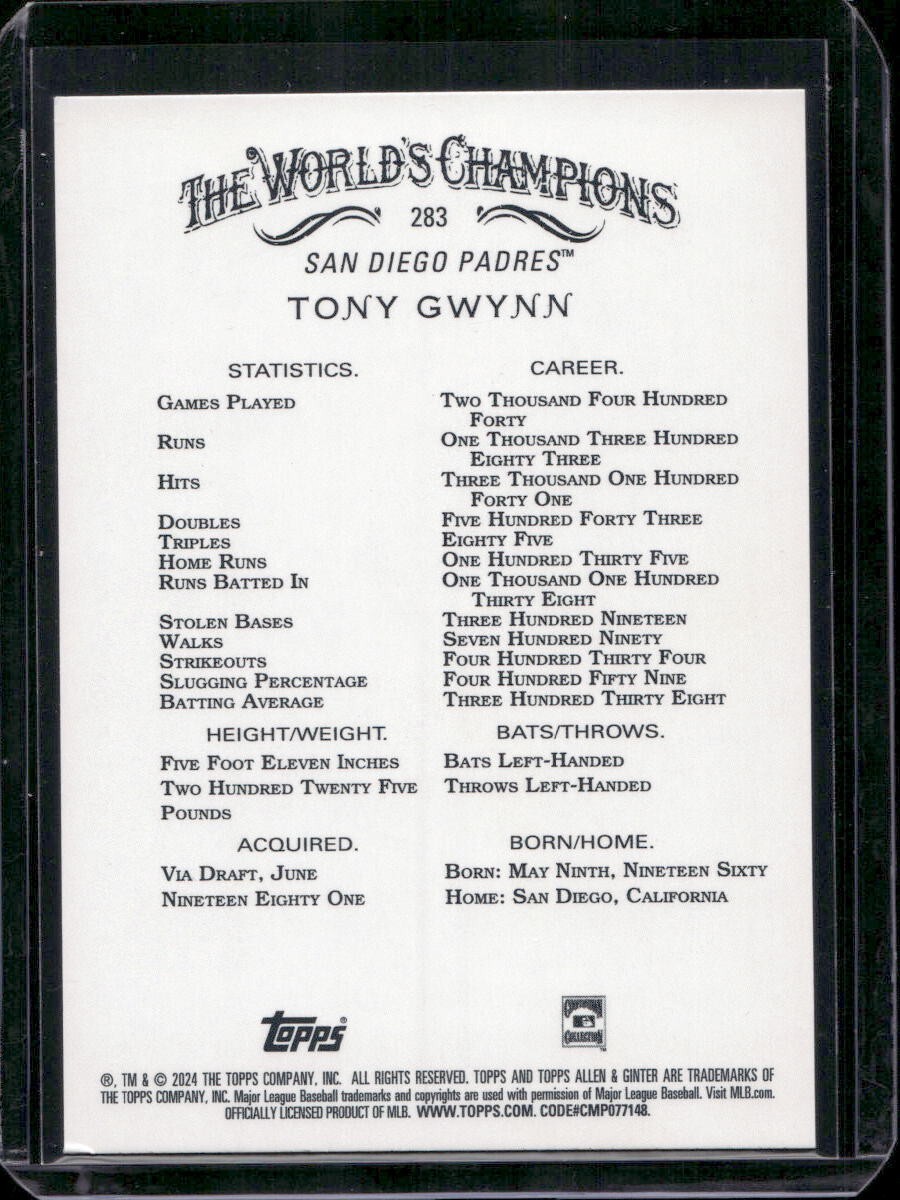 THE WORLD'S CHAMPIONS
283
SAN DIEGO PADRES™
TONY GWYNN
STATISTICS. CAREER.
GAMES PLAYED TWO THOUSAND FOUR HUNDRED
FORTY
RUNS ONE THOUSAND THREE HUNDRED
EIGHTY THREE
HITS THREE THOUSAND ONE HUNDRED
FORTY ONE
DOUBLES FIVE HUNDRED FORTY THREE
TRIPLES EIGHTY FIVE
HOME RUNS ONE HUNDRED THIRTY FIVE
RUNS BATTED IN ONE THOUSAND ONE HUNDRED
THIRTY EIGHT
STOLEN BASES THREE HUNDRED NINETEEN
WALKS SEVEN HUNDRED NINETY
STRIKEOUTS FOUR HUNDRED THIRTY FOUR
SLUGGING PERCENTAGE FOUR HUNDRED FIFTY NINE
BATTING AVERAGE THREE HUNDRED THIRTY EIGHT
HEIGHT/WEIGHT. BATS/THROWS.
FIVE FOOT ELEVEN INCHES BATS LEFT-HANDED
TWO HUNDRED TWENTY FIVE THROWS LEFT-HANDED
POUNDS
ACQUIRED. BORN/HOME.
VIA DRAFT, JUNE BORN: MAY NINTH, NINETEEN SIXTY
NINETEEN EIGHTY ONE HOME: SAN DIEGO, CALIFORNIA
topps®
COOPERSTOWN
COLLECTION™
®, TM & © 2024 THE TOPPS COMPANY, INC. ALL RIGHTS RESERVED. TOPPS AND TOPPS ALLEN & GINTER ARE TRADEMARKS OF
THE TOPPS COMPANY, INC. Major League Baseball trademarks and copyrights are used with permission of Major League Baseball. Visit MLB.com.
OFFICIALLY LICENSED PRODUCT OF MLB. WWW.TOPPS.COM. CODE#CMP077148.